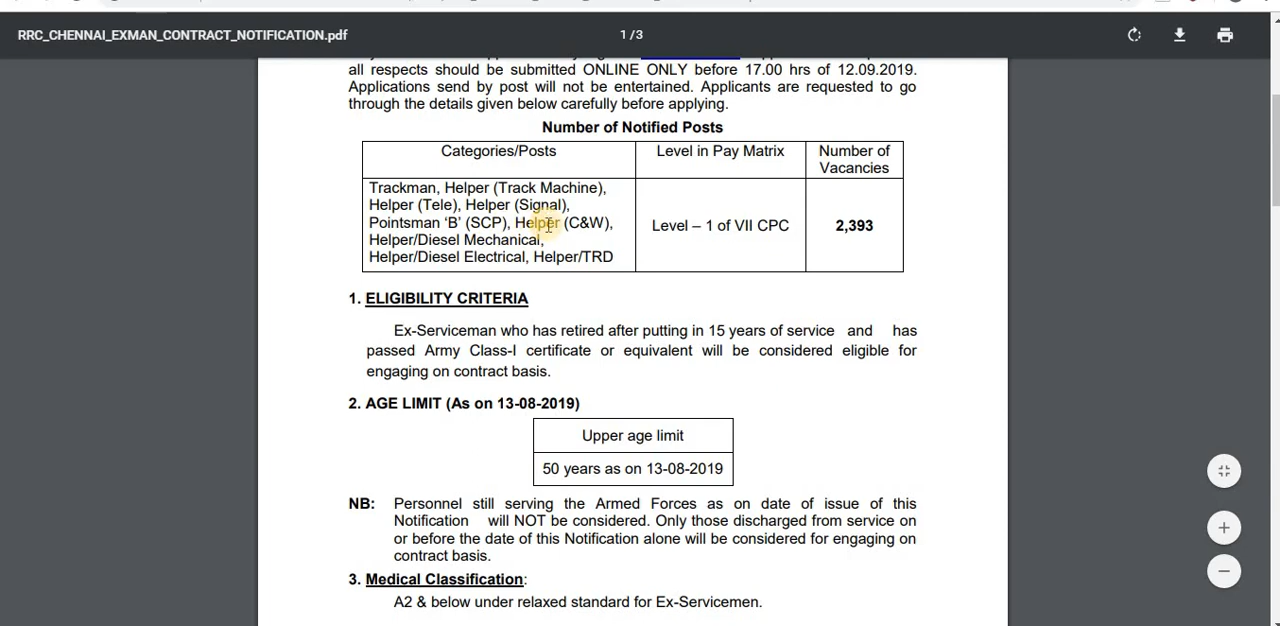 RRC_CHENNAI_EXMAN_CONTRACT_NOTIFICATION.pdf
1 / 3
all respects should be submitted ONLINE ONLY before 17.00 hrs of 12.09.2019.
Applications send by post will not be entertained. Applicants are requested to go
through the details given below carefully before applying.
Number of Notified Posts
Categories/Posts
Level in Pay Matrix
Number of
Vacancies
Trackman, Helper (Track Machine),
Helper (Tele), Helper (Signal),
Pointsman ‘B’ (SCP), Helper (C&W),
Helper/Diesel Mechanical,
Helper/Diesel Electrical, Helper/TRD
Level – 1 of VII CPC
2,393
1. ELIGIBILITY CRITERIA
Ex-Serviceman who has retired after putting in 15 years of service and has
passed Army Class-I certificate or equivalent will be considered eligible for
engaging on contract basis.
2. AGE LIMIT (As on 13-08-2019)
Upper age limit
50 years as on 13-08-2019
NB: Personnel still serving the Armed Forces as on date of issue of this
Notification will NOT be considered. Only those discharged from service on
or before the date of this Notification alone will be considered for engaging on
contract basis.
3. Medical Classification:
A2 & below under relaxed standard for Ex-Servicemen.